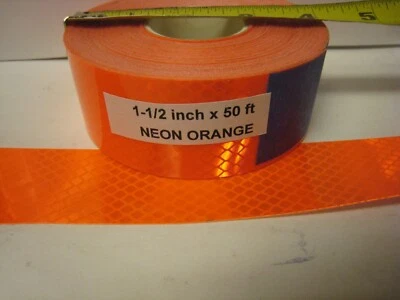 5
1-1/2 inch x 50 ft
NEON ORANGE